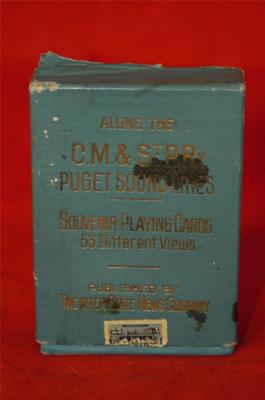 ALONG THE
C.M. & ST.P.Ry
PUGET SOUND LINES
SOUVENIR PLAYING CARDS
53 Different Views
PUBLISHED BY
THE INTERSTATE NEWS COMPANY